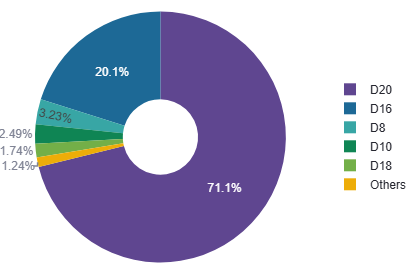 20.1%
3.23%
2.49%
1.74%
1.24%
71.1%
D20
D16
D8
D10
D18
Others